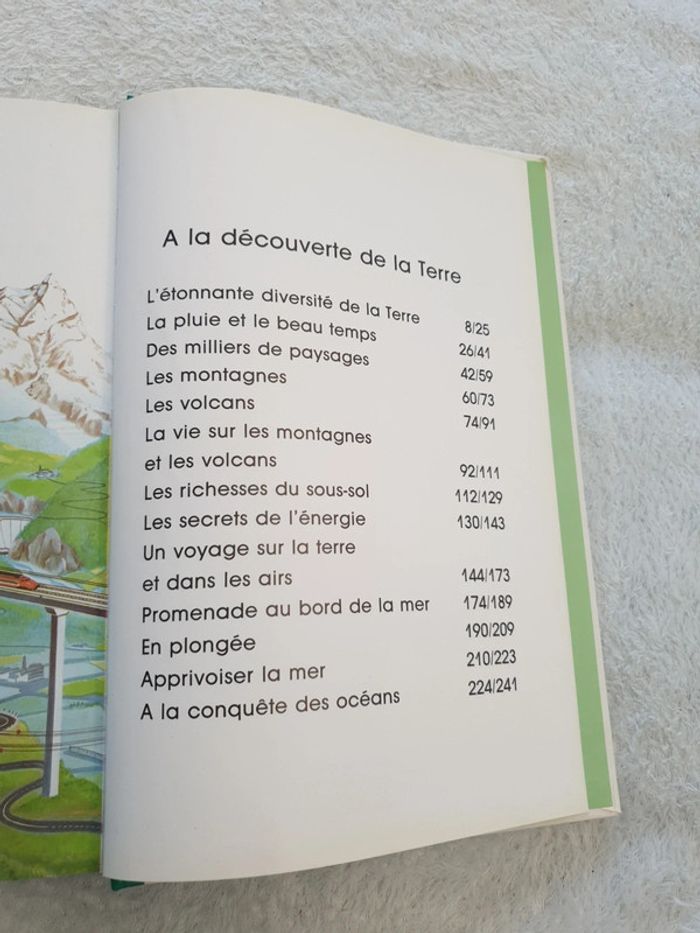 A la découverte de la Terre
L'étonnante diversité de la Terre 8/25
La pluie et le beau temps 26/41
Des milliers de paysages 42/59
Les montagnes 60/73
Les volcans 74/91
La vie sur les montagnes
et les volcans 92/111
Les richesses du sous-sol 112/129
Les secrets de l'énergie 130/143
Un voyage sur la terre
et dans les airs 144/173
Promenade au bord de la mer 174/189
En plongée 190/209
Apprivoiser la mer 210/223
A la conquête des océans 224/241